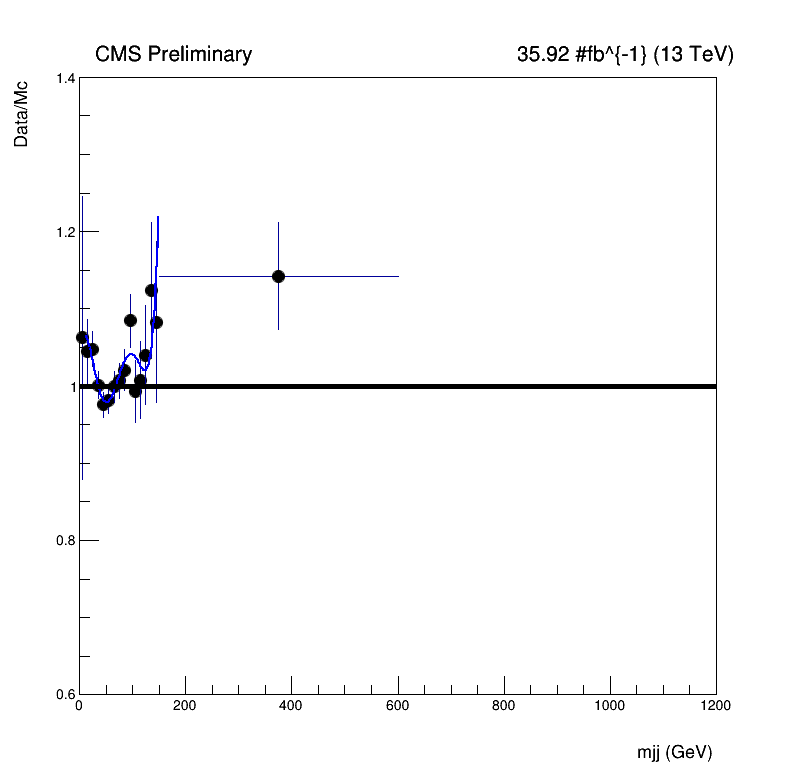 CMS Preliminary
35.92 #fb^{-1} (13 TeV)
Data/Mc
1.4
1.2
1
0.8
0.6
0 200 400 600 800 1000 1200
mjj (GeV)